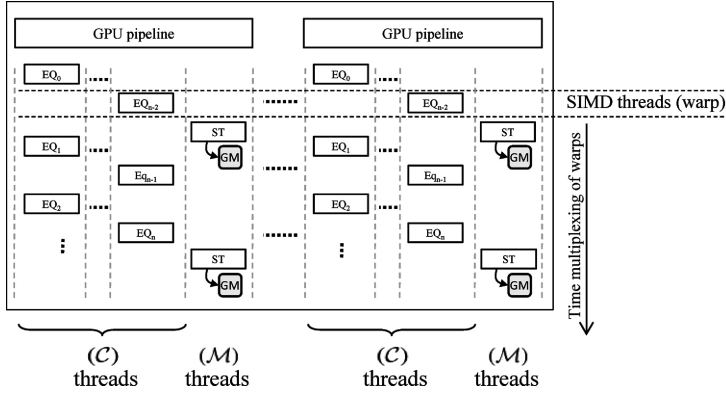 GPU pipeline GPU pipeline
EQ0 EQ0
EQn-2 EQn-2 SIMD threads (warp)
ST ST
EQ1 GM EQ1 GM
Eqn-1 Eqn-1
EQ2 EQ2
EQn EQn
ST ST
GM GM
Time multiplexing of warps
(C) (M) (C) (M)
threads threads threads threads